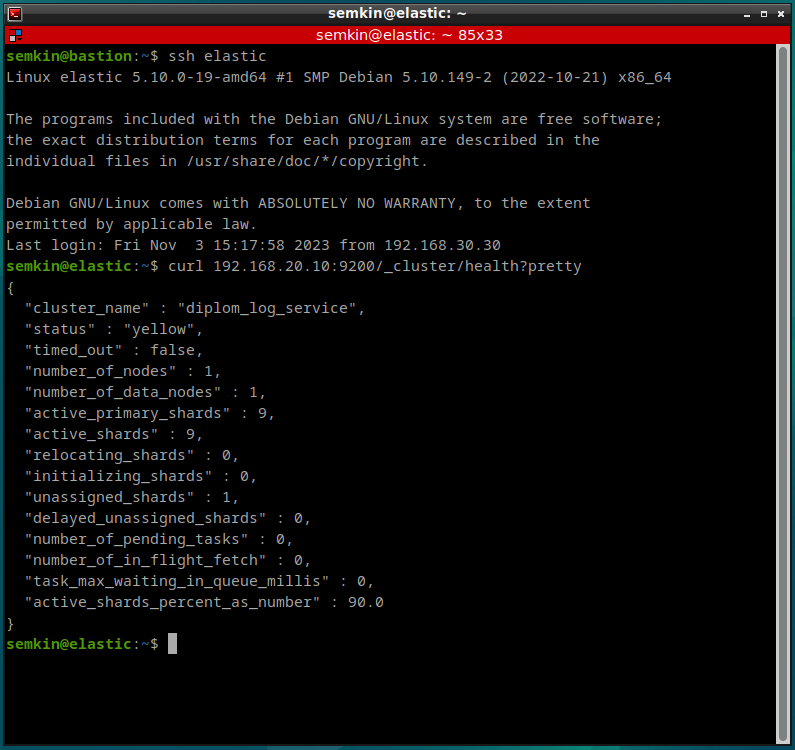 semkin@elastic: ~
semkin@elastic: ~ 85x33
semkin@bastion:~$ ssh elastic
Linux elastic 5.10.0-19-amd64 #1 SMP Debian 5.10.149-2 (2022-10-21) x86_64
The programs included with the Debian GNU/Linux system are free software;
the exact distribution terms for each program are described in the
individual files in /usr/share/doc/*/copyright.
Debian GNU/Linux comes with ABSOLUTELY NO WARRANTY, to the extent
permitted by applicable law.
Last login: Fri Nov  3 15:17:58 2023 from 192.168.30.30
semkin@elastic:~$ curl 192.168.20.10:9200/_cluster/health?pretty
{
  "cluster_name" : "diplom_log_service",
  "status" : "yellow",
  "timed_out" : false,
  "number_of_nodes" : 1,
  "number_of_data_nodes" : 1,
  "active_primary_shards" : 9,
  "active_shards" : 9,
  "relocating_shards" : 0,
  "initializing_shards" : 0,
  "unassigned_shards" : 1,
  "delayed_unassigned_shards" : 0,
  "number_of_pending_tasks" : 0,
  "number_of_in_flight_fetch" : 0,
  "task_max_waiting_in_queue_millis" : 0,
  "active_shards_percent_as_number" : 90.0
}
semkin@elastic:~$